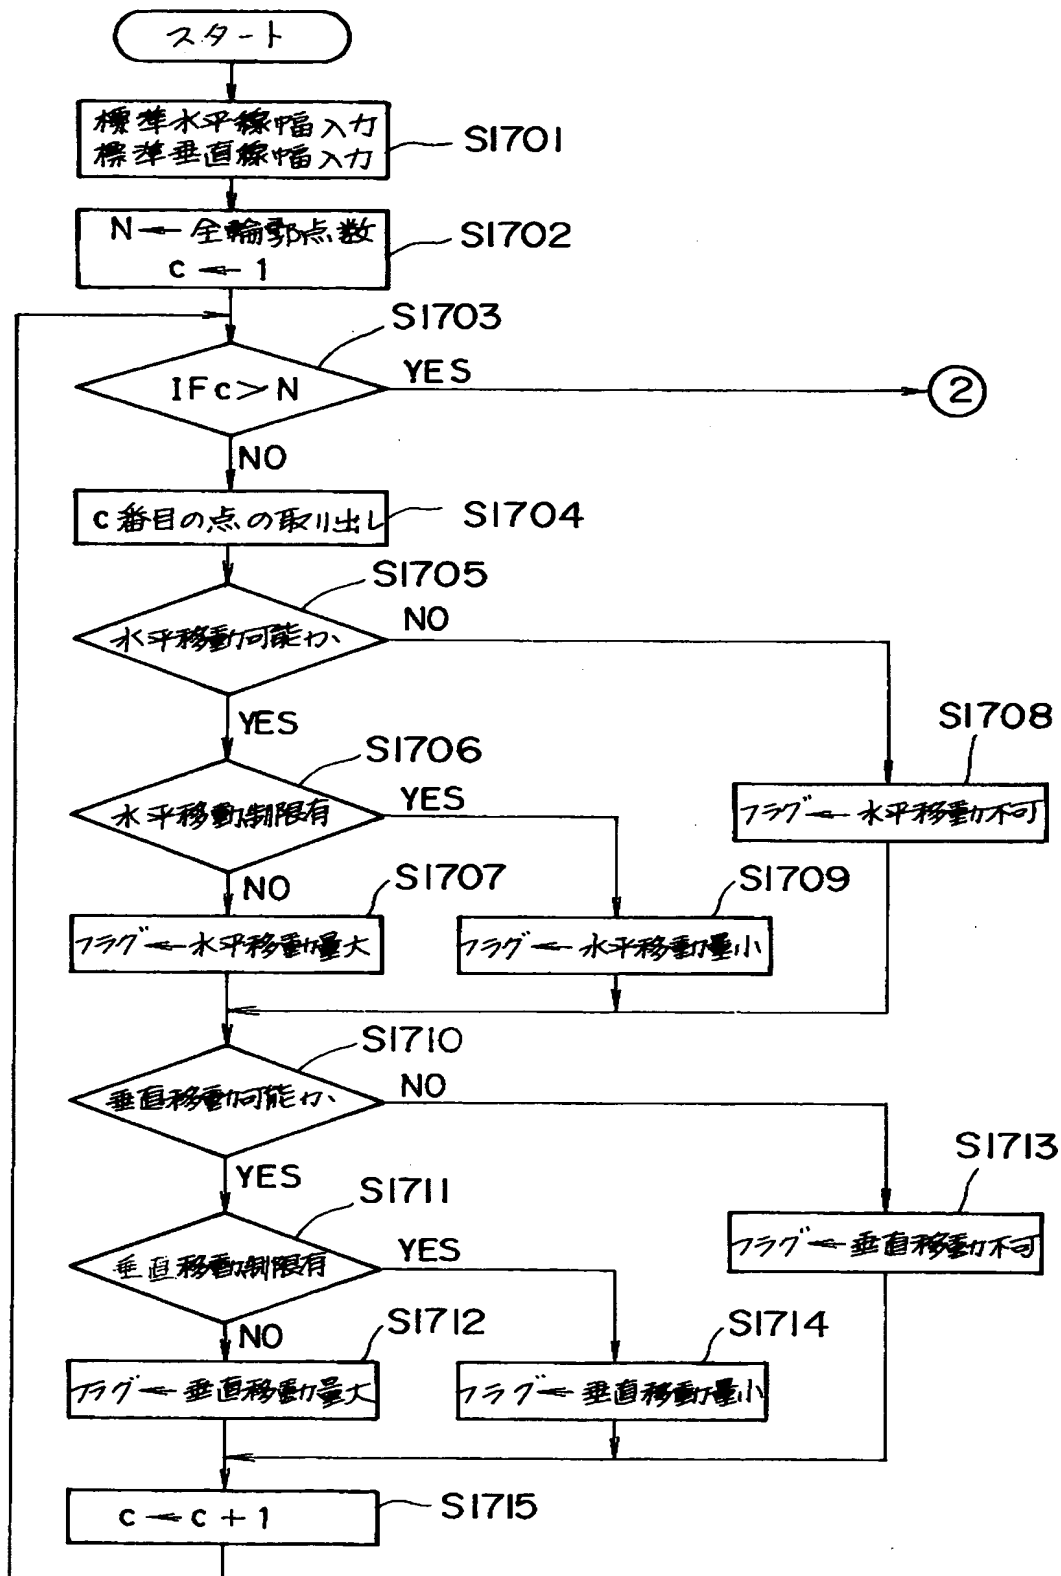 スタート
標準水平線幅入力
標準垂直線幅入力
S1701
N←全輪郭点数
c←1
S1702
S1703
IFc>N
YES
2
NO
c番目の点の取り出し
S1704
S1705
水平移動可能か
NO
YES
S1706
水平移動制限有
YES
S1708
フラグ←水平移動不可
NO
S1707
フラグ←水平移動量大
S1709
フラグ←水平移動量小
S1710
垂直移動可能か
NO
YES
S1711
垂直移動制限有
YES
S1713
フラグ←垂直移動不可
NO
S1712
フラグ←垂直移動量大
S1714
フラグ←垂直移動量小
c←c+1
S1715